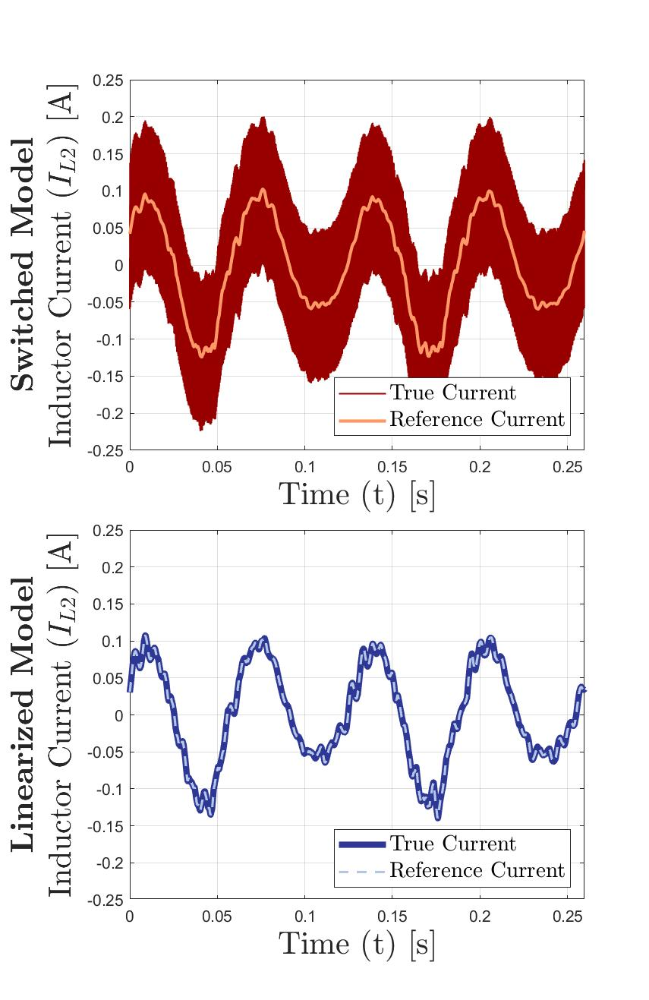 Switched Model
Inductor Current (I_{L2}) [A]
0.25
0.2
0.15
0.1
0.05
0
-0.05
-0.1
-0.15
-0.2
-0.25
True Current
Reference Current
0 0.05 0.1 0.15 0.2 0.25
Time (t) [s]
Linearized Model
Inductor Current (I_{L2}) [A]
0.25
0.2
0.15
0.1
0.05
0
-0.05
-0.1
-0.15
-0.2
-0.25
True Current
Reference Current
0 0.05 0.1 0.15 0.2 0.25
Time (t) [s]